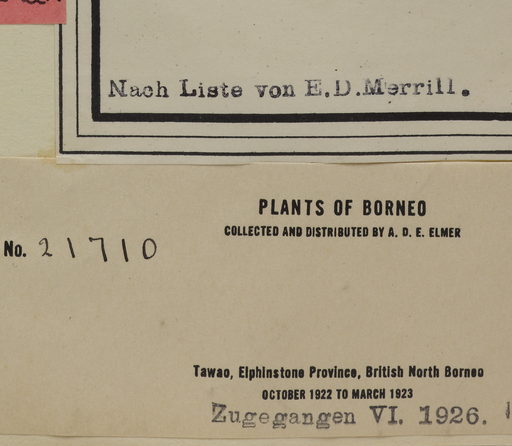 Nach Liste von E.D.Merrill.
PLANTS OF BORNEO
COLLECTED AND DISTRIBUTED BY A. D. E. ELMER
No. 21710
Tawao, Elphinstone Province, British North Borneo
OCTOBER 1922 TO MARCH 1923
Zugegangen VI. 1926.